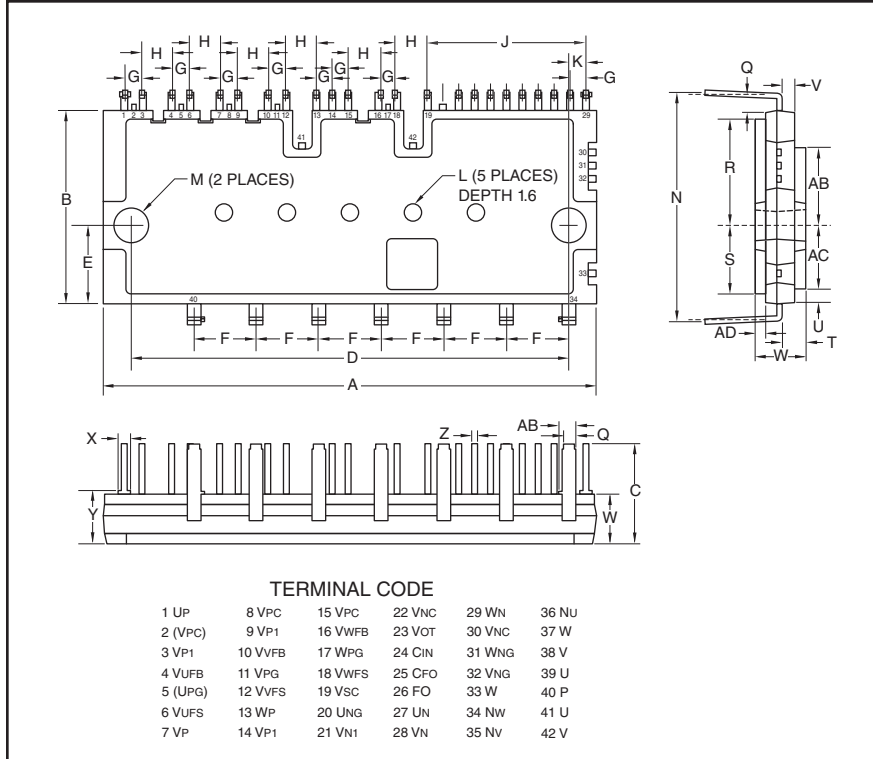 H H H H J
H H H K
G G G G G G G
1 2 3 4 5 6 7 8 9 10 11 12 13 14 15 16 17 18 19 29
41 42
30
31
32
33
M (2 PLACES)
L (5 PLACES)
DEPTH 1.6
B
E
40 34
F F F F F F
D
A
Q V
N R AB
S AC
AD U
W T
X Z AB Q
Y W C
TERMINAL CODE
1 UP 8 VPC 15 VPC 22 VNC 29 WN 36 NU
2 (VPC) 9 VP1 16 VWFB 23 VOT 30 VNC 37 W
3 VP1 10 VVFB 17 WPG 24 CIN 31 WNG 38 V
4 VUFB 11 VPG 18 VWFS 25 CFO 32 VNG 39 U
5 (UPG) 12 VVFS 19 VSC 26 FO 33 W 40 P
6 VUFS 13 WP 20 UNG 27 UN 34 NW 41 U
7 VP 14 VP1 21 VN1 28 VN 35 NV 42 V